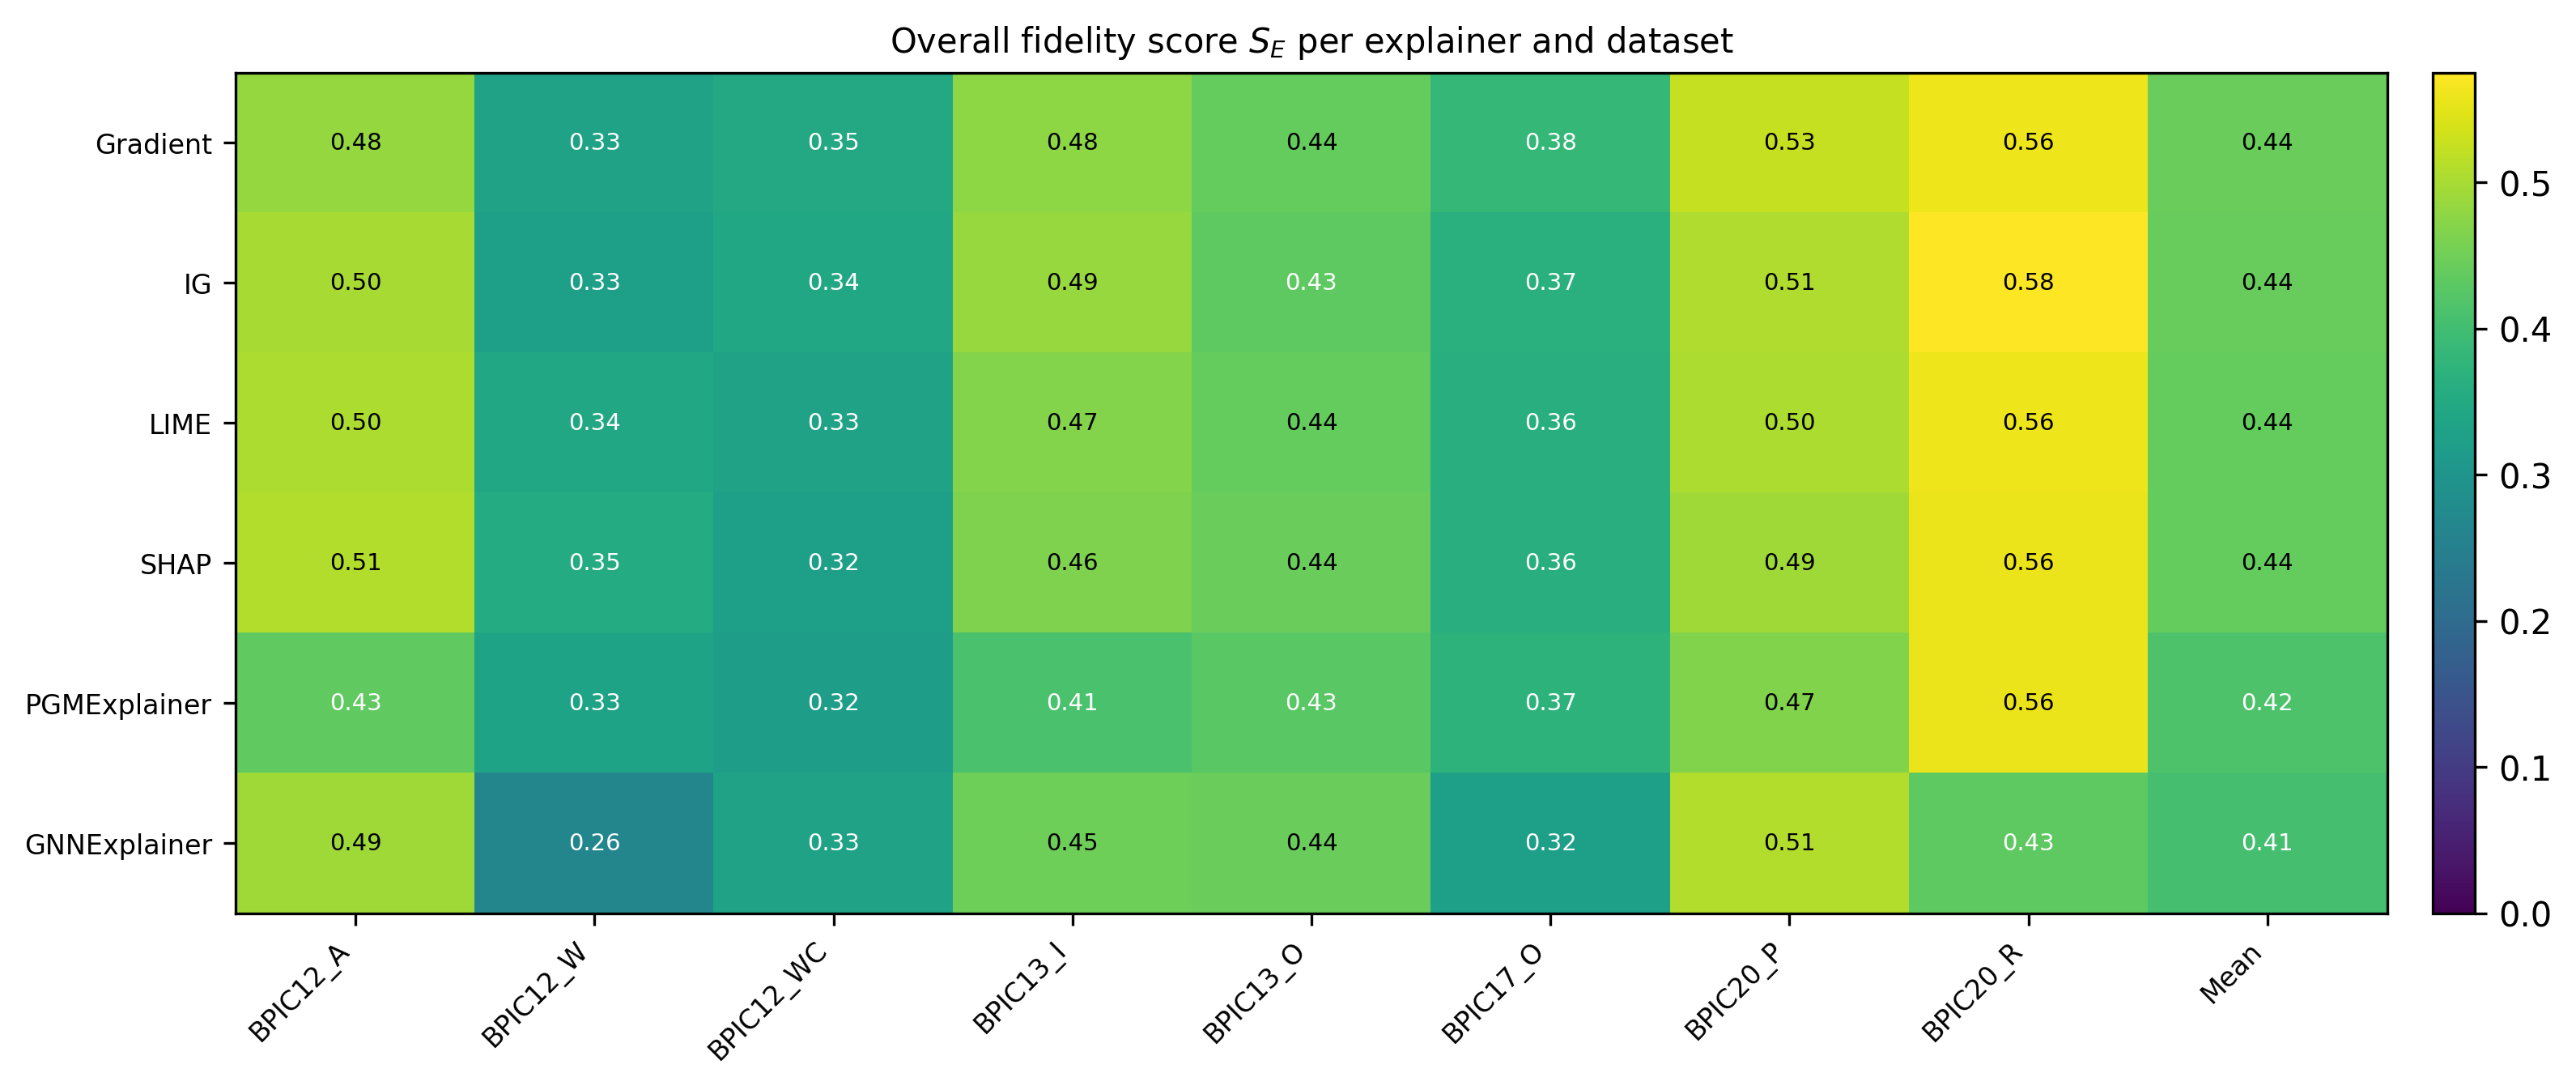 Overall fidelity score S_E per explainer and dataset
Gradient 0.48 0.33 0.35 0.48 0.44 0.38 0.53 0.56 0.44
IG 0.50 0.33 0.34 0.49 0.43 0.37 0.51 0.58 0.44
LIME 0.50 0.34 0.33 0.47 0.44 0.36 0.50 0.56 0.44
SHAP 0.51 0.35 0.32 0.46 0.44 0.36 0.49 0.56 0.44
PGMExplainer 0.43 0.33 0.32 0.41 0.43 0.37 0.47 0.56 0.42
GNNExplainer 0.49 0.26 0.33 0.45 0.44 0.32 0.51 0.43 0.41
BPIC12_A BPIC12_W BPIC12_WC BPIC13_I BPIC13_O BPIC17_O BPIC20_P BPIC20_R Mean
0.5
0.4
0.3
0.2
0.1
0.0